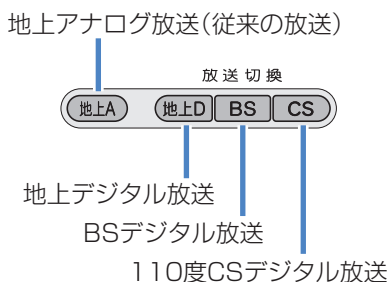 地上アナログ放送(従来の放送)
放送切換
地上A 地上D BS CS
地上デジタル放送
BSデジタル放送
110度CSデジタル放送